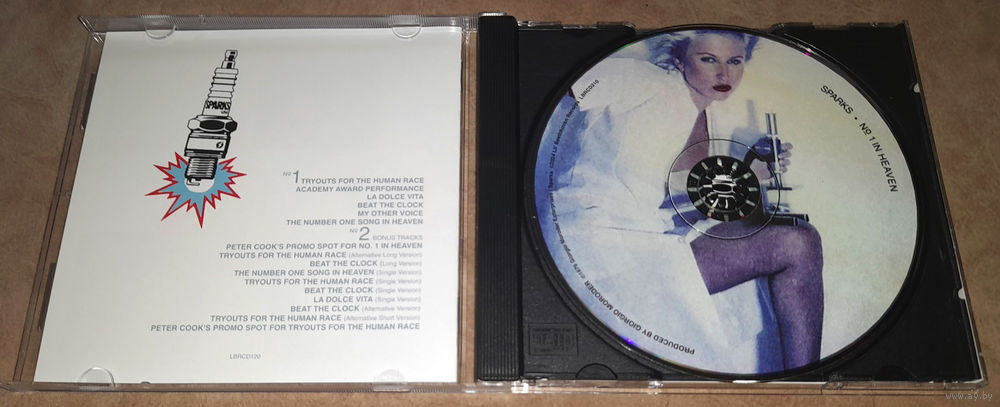 SPARKS
Nº 1 TRYOUTS FOR THE HUMAN RACE
ACADEMY AWARD PERFORMANCE
LA DOLCE VITA
BEAT THE CLOCK
MY OTHER VOICE
THE NUMBER ONE SONG IN HEAVEN
Nº 2 BONUS TRACKS
PETER COOK'S PROMO SPOT FOR NO. 1 IN HEAVEN
TRYOUTS FOR THE HUMAN RACE (Alternative Long Version)
BEAT THE CLOCK (Long Version)
THE NUMBER ONE SONG IN HEAVEN (Single Version)
TRYOUTS FOR THE HUMAN RACE (Single Version)
BEAT THE CLOCK (Single Version)
LA DOLCE VITA (Single Version)
BEAT THE CLOCK (Alternative Version)
TRYOUTS FOR THE HUMAN RACE (Alternative Short Version)
PETER COOK'S PROMO SPOT FOR TRYOUTS FOR THE HUMAN RACE
LBRCD120
SPARKS • Nº 1 IN HEAVEN
PRODUCED BY GIORGIO MORODER
www.ay.by